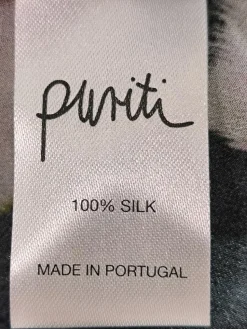 puriti
100% SILK
MADE IN PORTUGAL